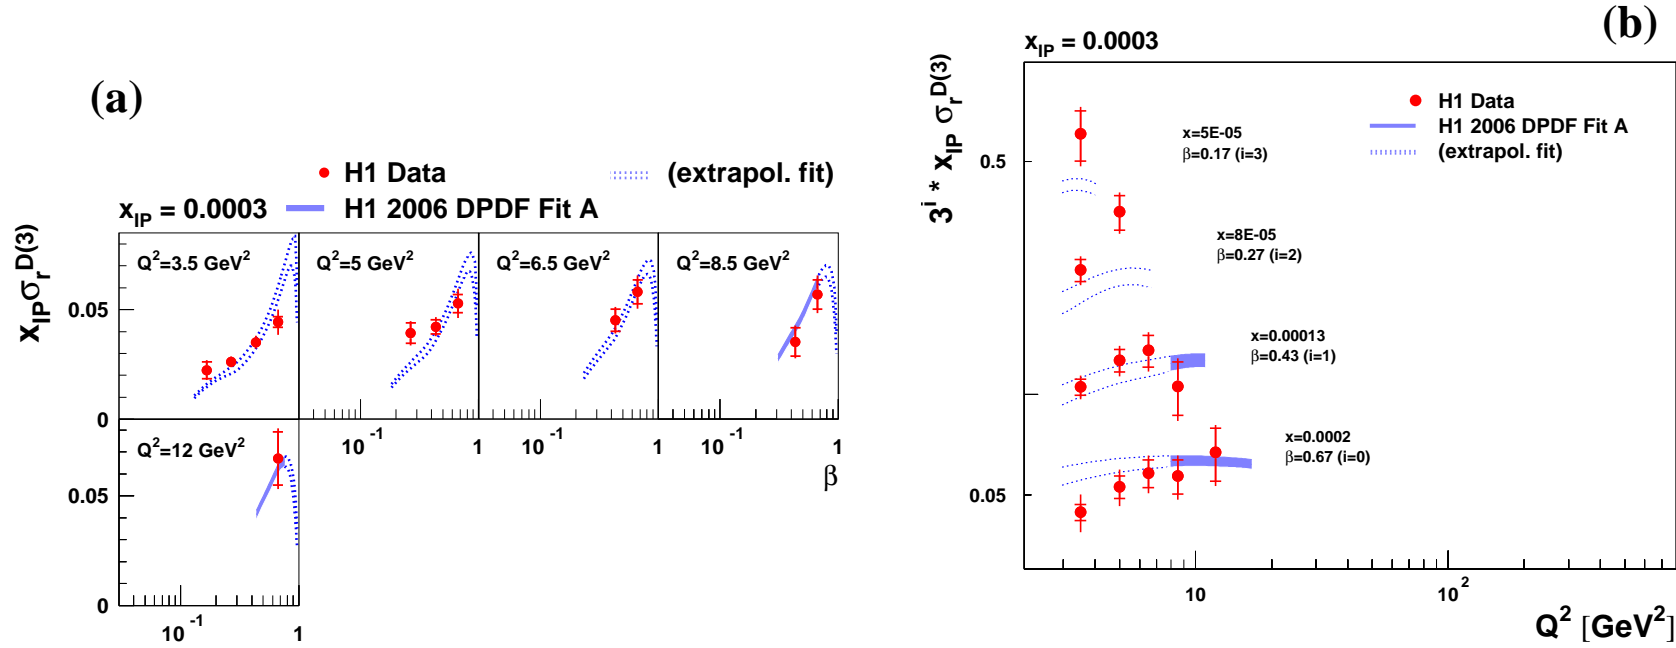 (a)
H1 Data
(extrapol. fit)
x_IP = 0.0003
H1 2006 DPDF Fit A
x_IP σ_r^D(3)
Q²=3.5 GeV²
Q²=5 GeV²
Q²=6.5 GeV²
Q²=8.5 GeV²
0.05
0
10⁻¹
1
10⁻¹
1
10⁻¹
1
β
Q²=12 GeV²
0.05
0
10⁻¹
1
(b)
x_IP = 0.0003
3^i * x_IP σ_r^D(3)
H1 Data
H1 2006 DPDF Fit A
(extrapol. fit)
x=5E-05
β=0.17 (i=3)
0.5
x=8E-05
β=0.27 (i=2)
x=0.00013
β=0.43 (i=1)
x=0.0002
β=0.67 (i=0)
0.05
10
10²
Q² [GeV²]